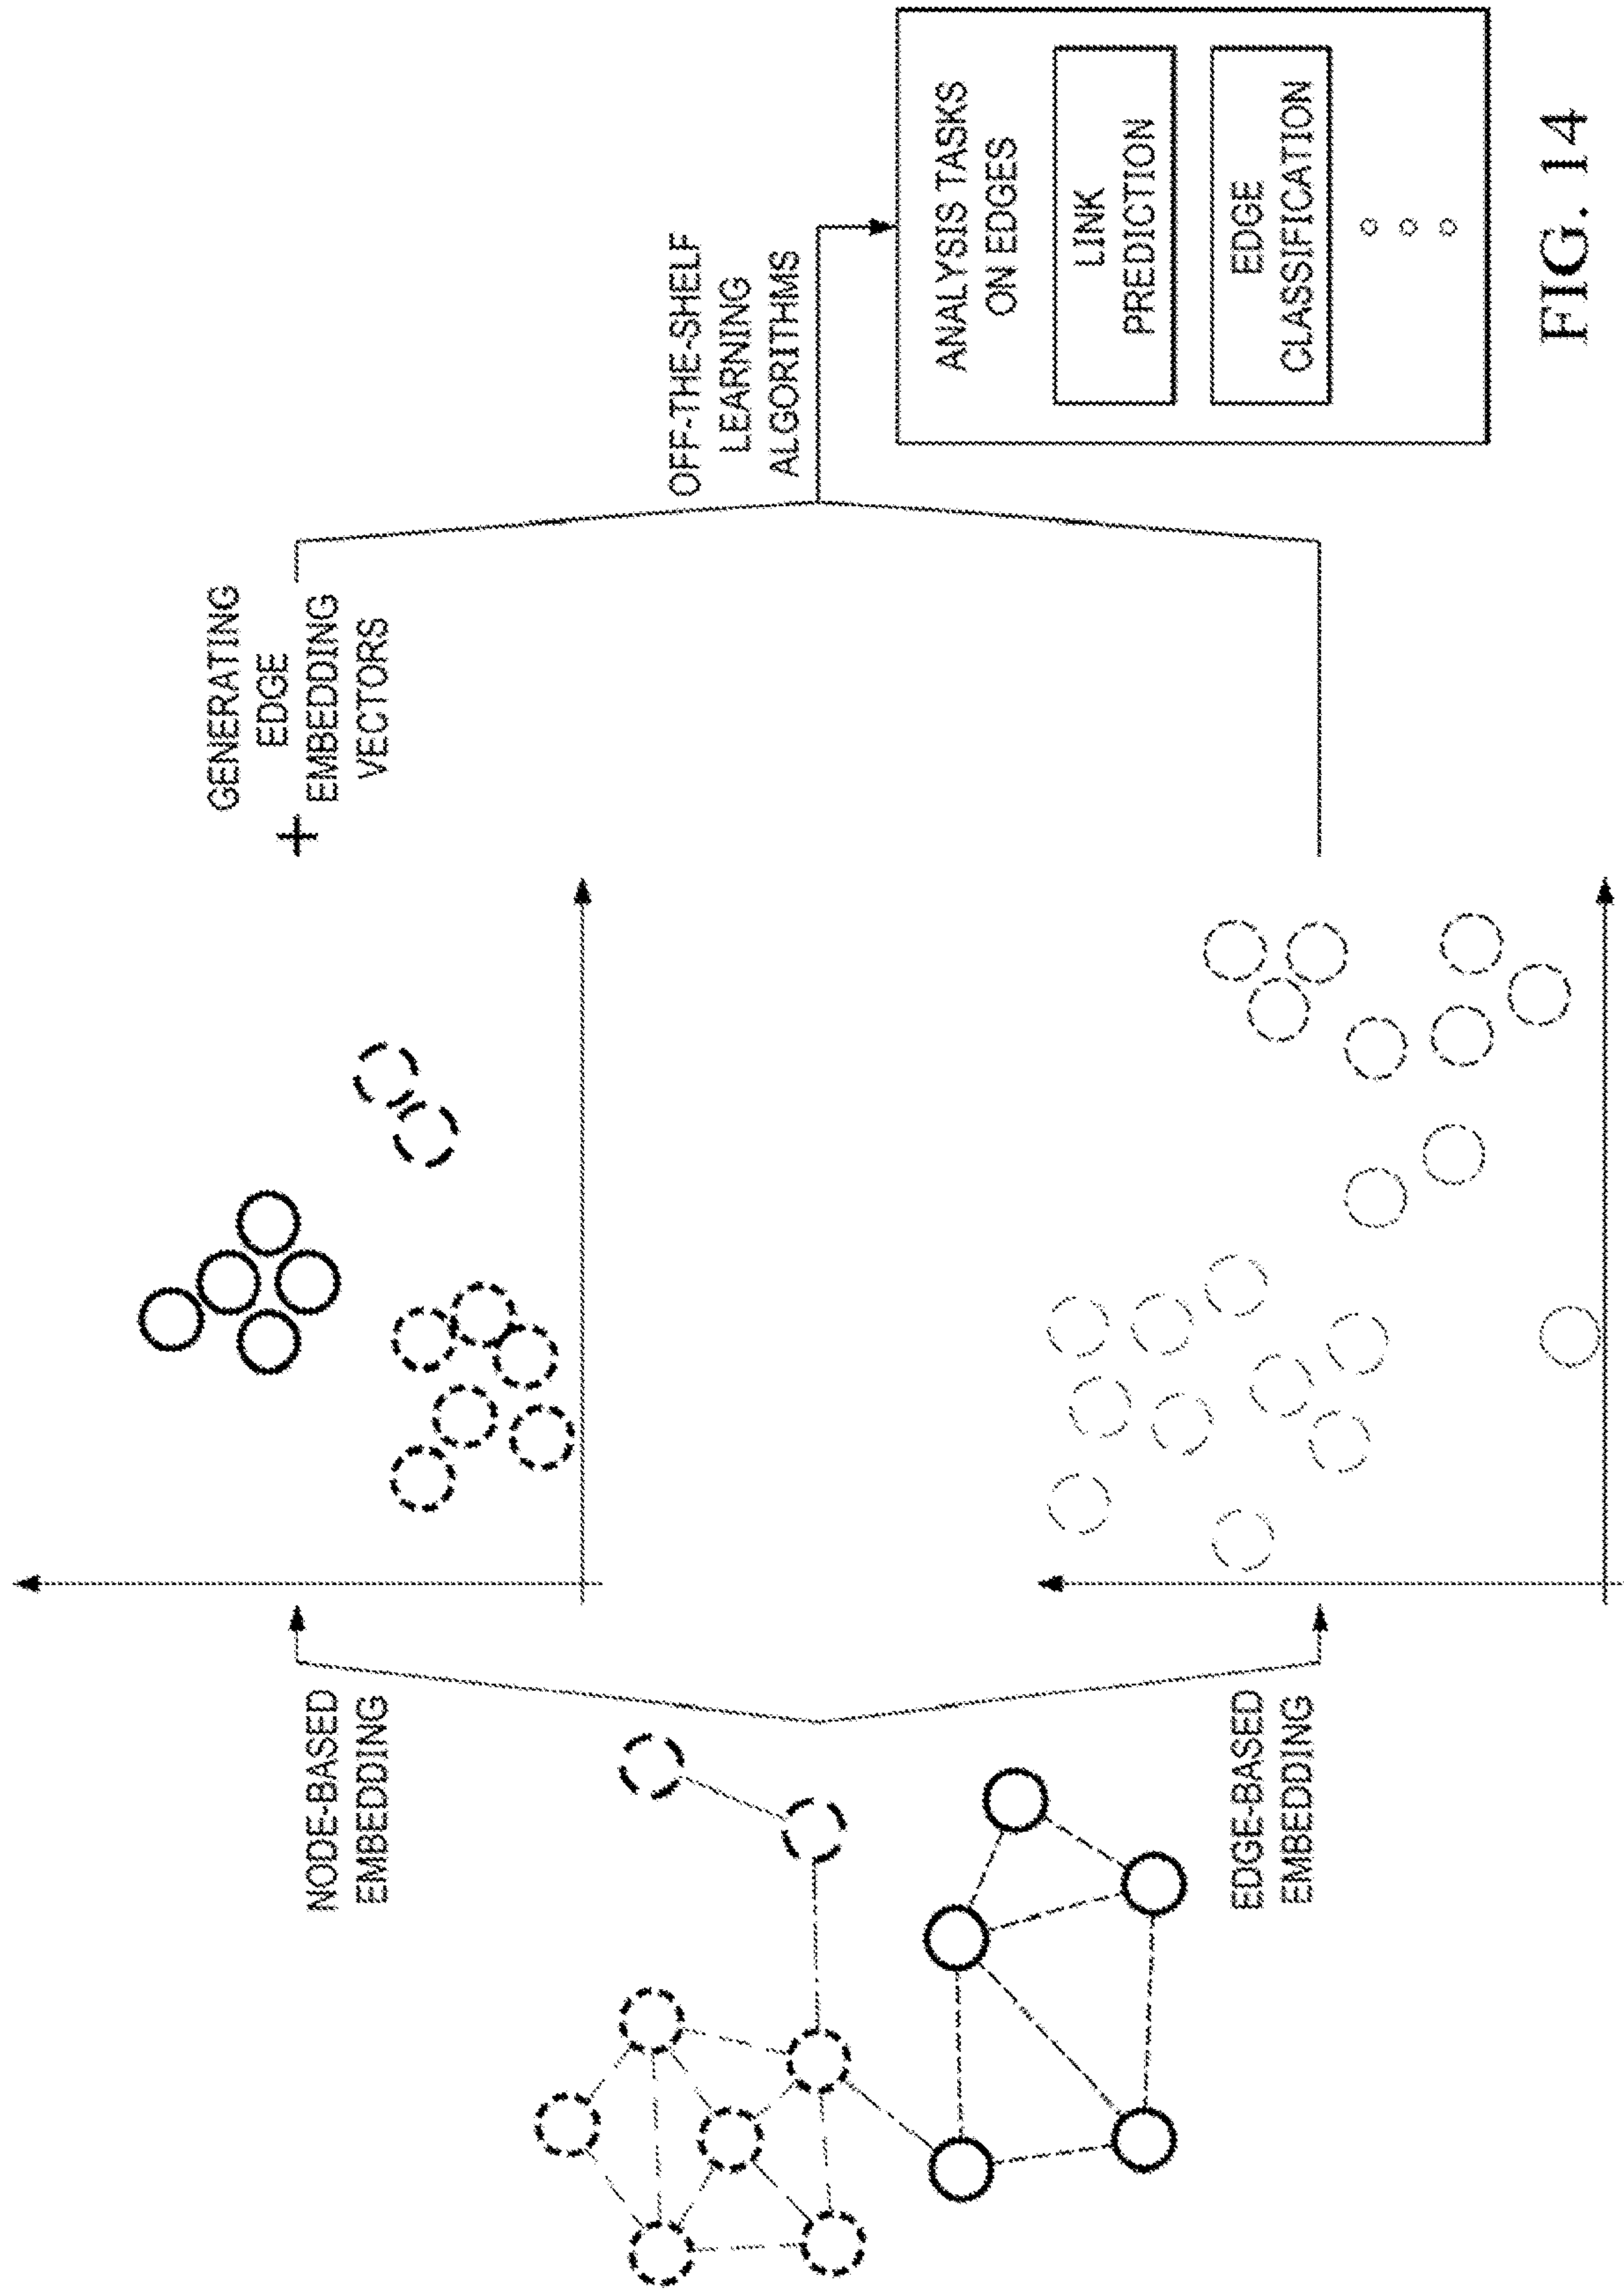 NODE-BASED
EMBEDDING
EDGE-BASED
EMBEDDING
+
GENERATING
EDGE
EMBEDDING
VECTORS
OFF-THE-SHELF
LEARNING
ALGORITHMS
ANALYSIS TASKS
ON EDGES
LINK
PREDICTION
EDGE
CLASSIFICATION
FIG. 14